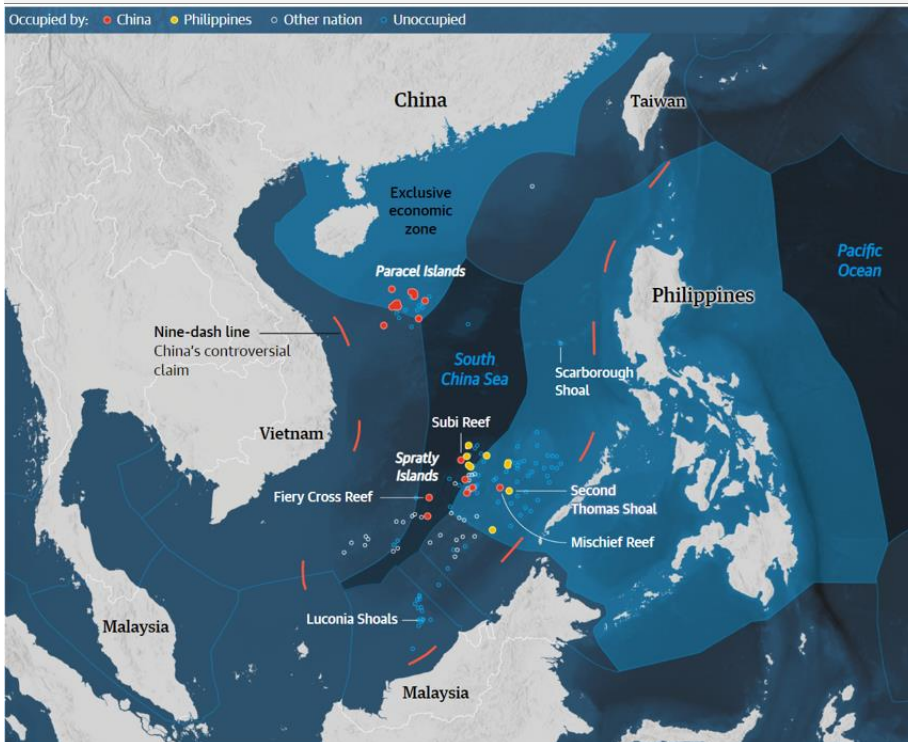 Occupied by: China Philippines Other nation Unoccupied
China
Taiwan
Exclusive
economic
zone
Pacific
Ocean
Paracel Islands
Philippines
Nine-dash line
China's controversial
claim
South
China Sea
Scarborough
Shoal
Subi Reef
Vietnam
Spratly
Islands
Fiery Cross Reef
Second
Thomas Shoal
Mischief Reef
Luconia Shoals
Malaysia
Malaysia